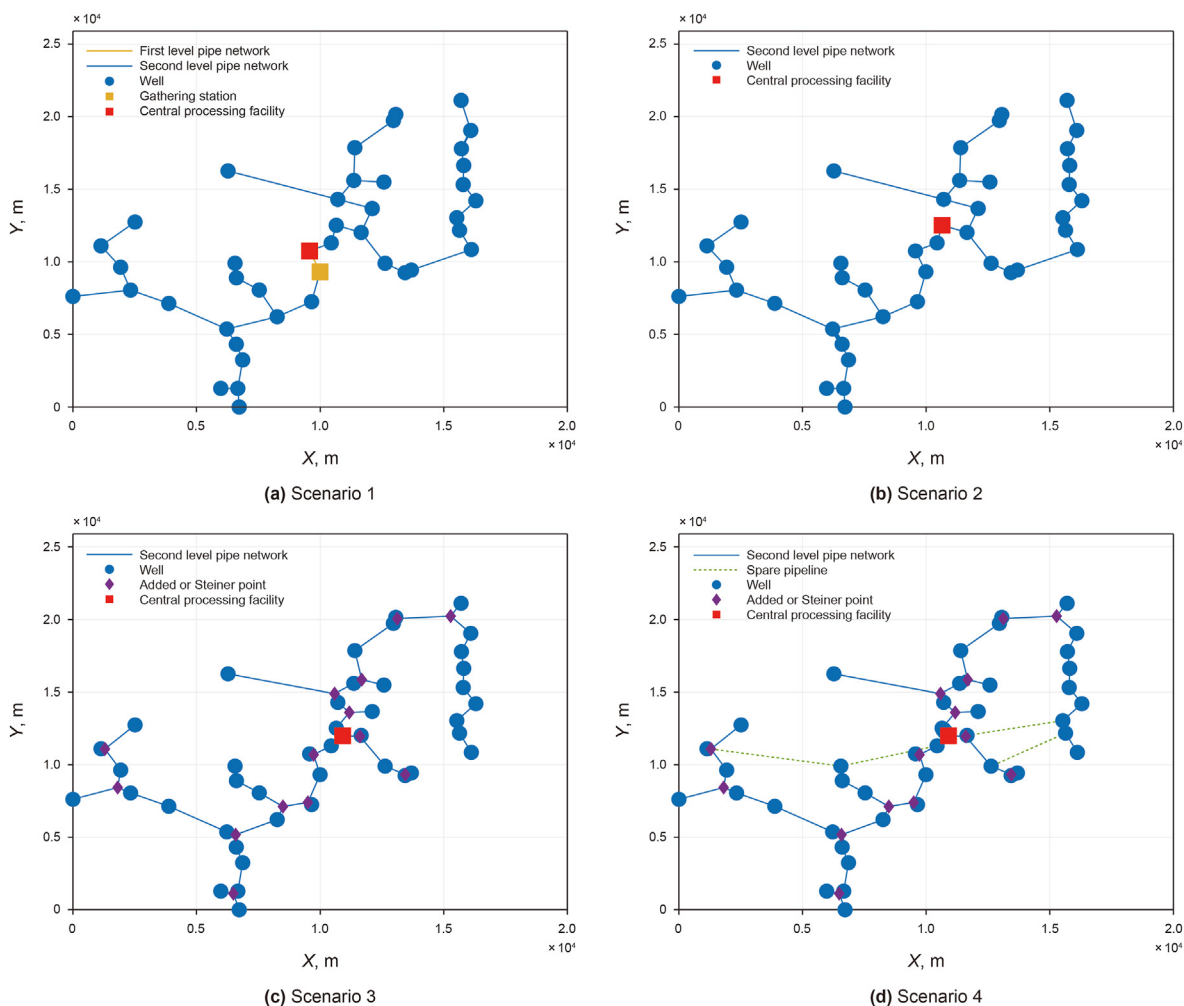 × 10⁴
2.5
2.0
1.5
1.0
0.5
0
Y, m
First level pipe network
Second level pipe network
Well
Gathering station
Central processing facility
0
0.5
1.0
1.5
2.0
× 10⁴
X, m
(a) Scenario 1
× 10⁴
2.5
2.0
1.5
1.0
0.5
0
Y, m
Second level pipe network
Well
Central processing facility
0
0.5
1.0
1.5
2.0
× 10⁴
X, m
(b) Scenario 2
× 10⁴
2.5
2.0
1.5
1.0
0.5
0
Y, m
Second level pipe network
Well
Added or Steiner point
Central processing facility
0
0.5
1.0
1.5
2.0
× 10⁴
X, m
(c) Scenario 3
× 10⁴
2.5
2.0
1.5
1.0
0.5
0
Y, m
Second level pipe network
Spare pipeline
Well
Added or Steiner point
Central processing facility
0
0.5
1.0
1.5
2.0
× 10⁴
X, m
(d) Scenario 4